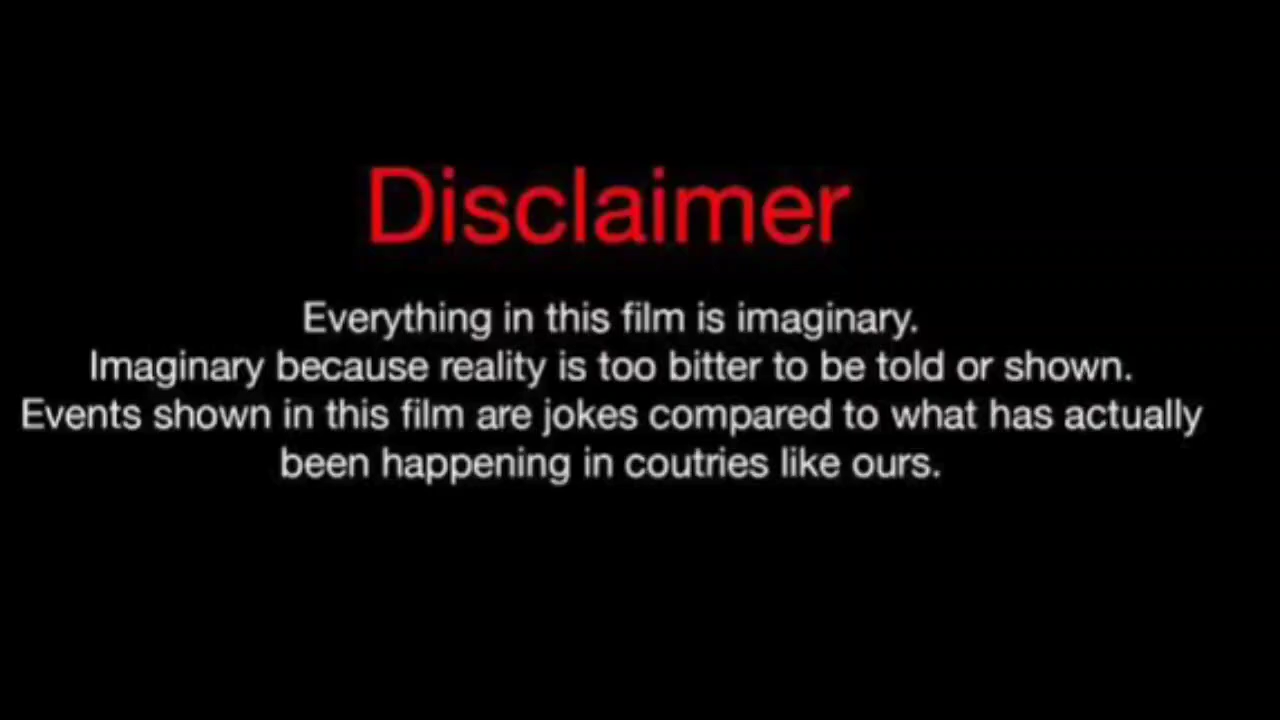 Disclaimer
Everything in this film is imaginary.
Imaginary because reality is too bitter to be told or shown.
Events shown in this film are jokes compared to what has actually
been happening in coutries like ours.